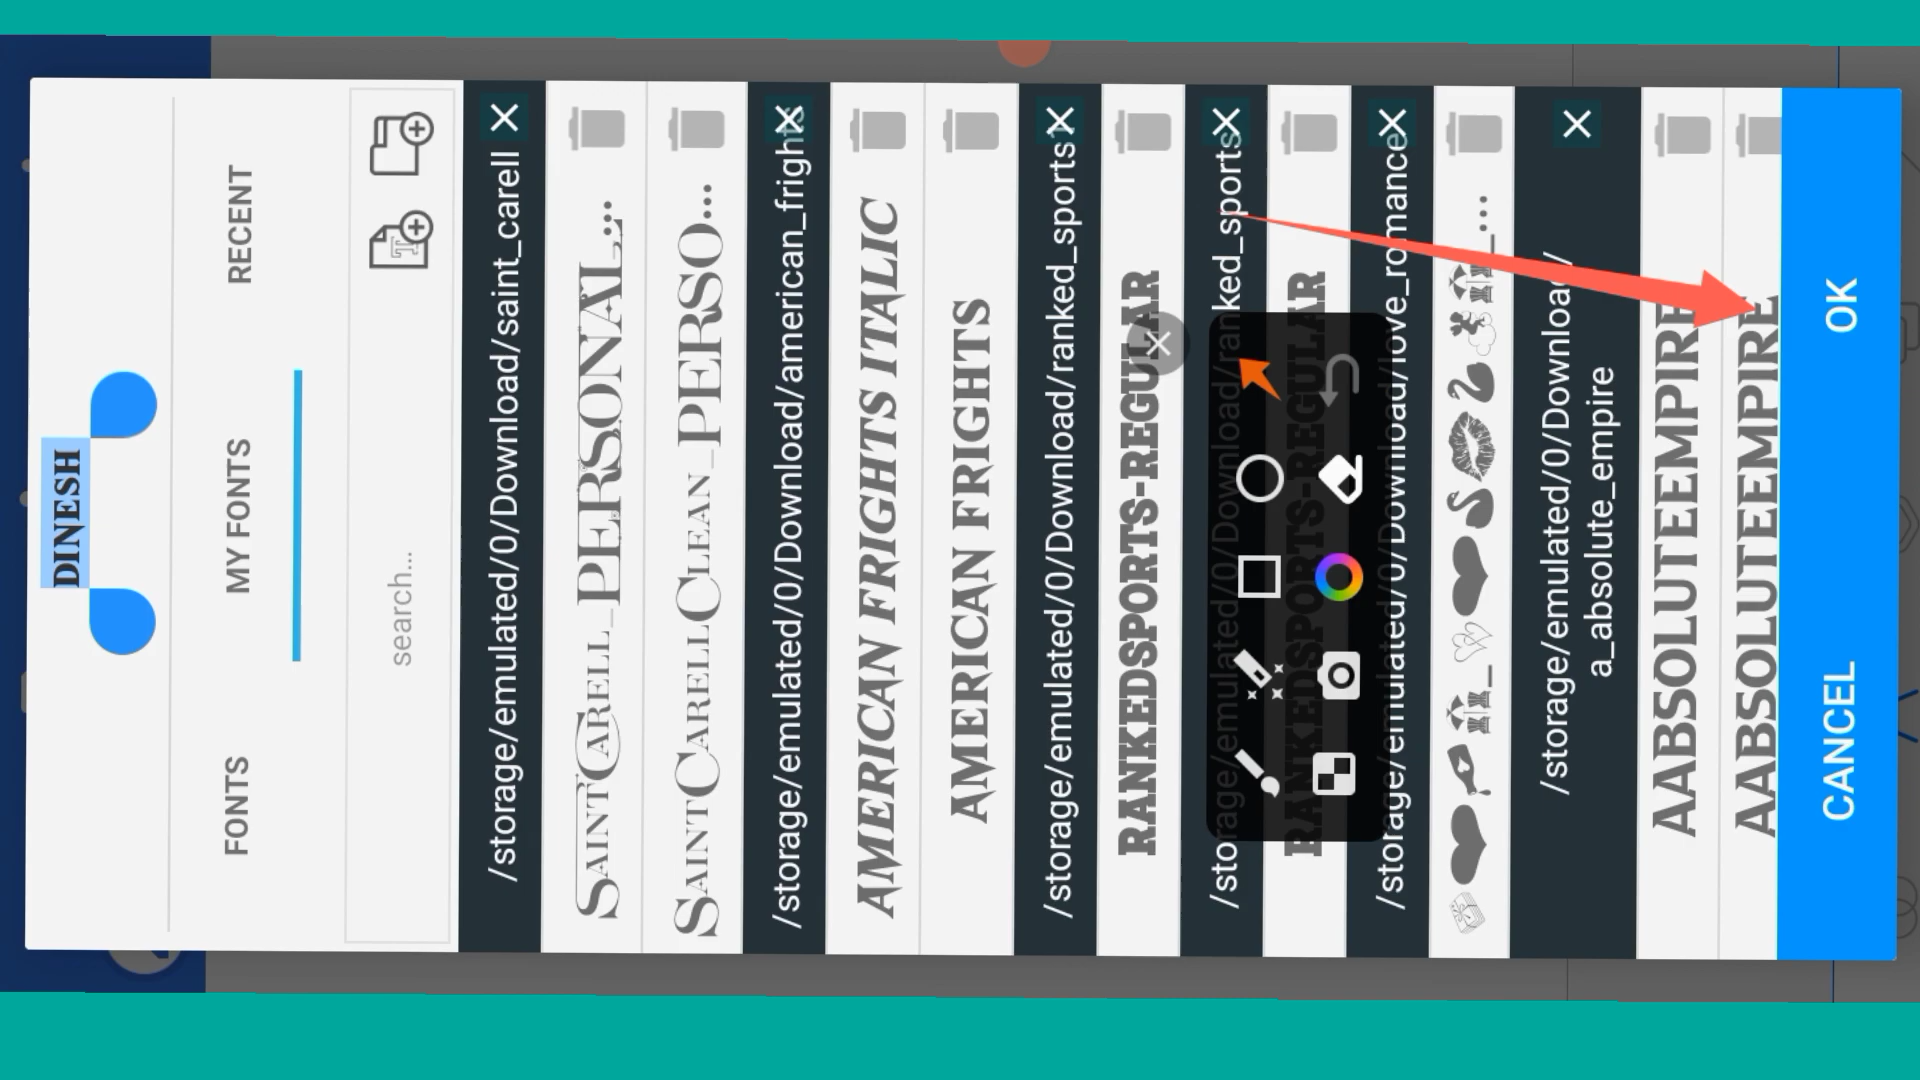 DINESH
FONTS
MY FONTS
RECENT
search...
/storage/emulated/0/Download/saint_carell
SAINTCARELL_PERSONAL...
SAINTCARELLCLEAN_PERSO...
/storage/emulated/0/Download/american_frights
AMERICAN FRIGHTS ITALIC
AMERICAN FRIGHTS
/storage/emulated/0/Download/ranked_sports
RANKEDSPORTS-REGULAR
/storage/emulated/0/Download/ranked_sports
RANKEDSPORTS-REGULAR
/storage/emulated/0/Download/love_romance
/storage/emulated/0/Download/
a_absolute_empire
AABSOLUTEEMPIRE
AABSOLUTEEMPIRE
CANCEL
OK